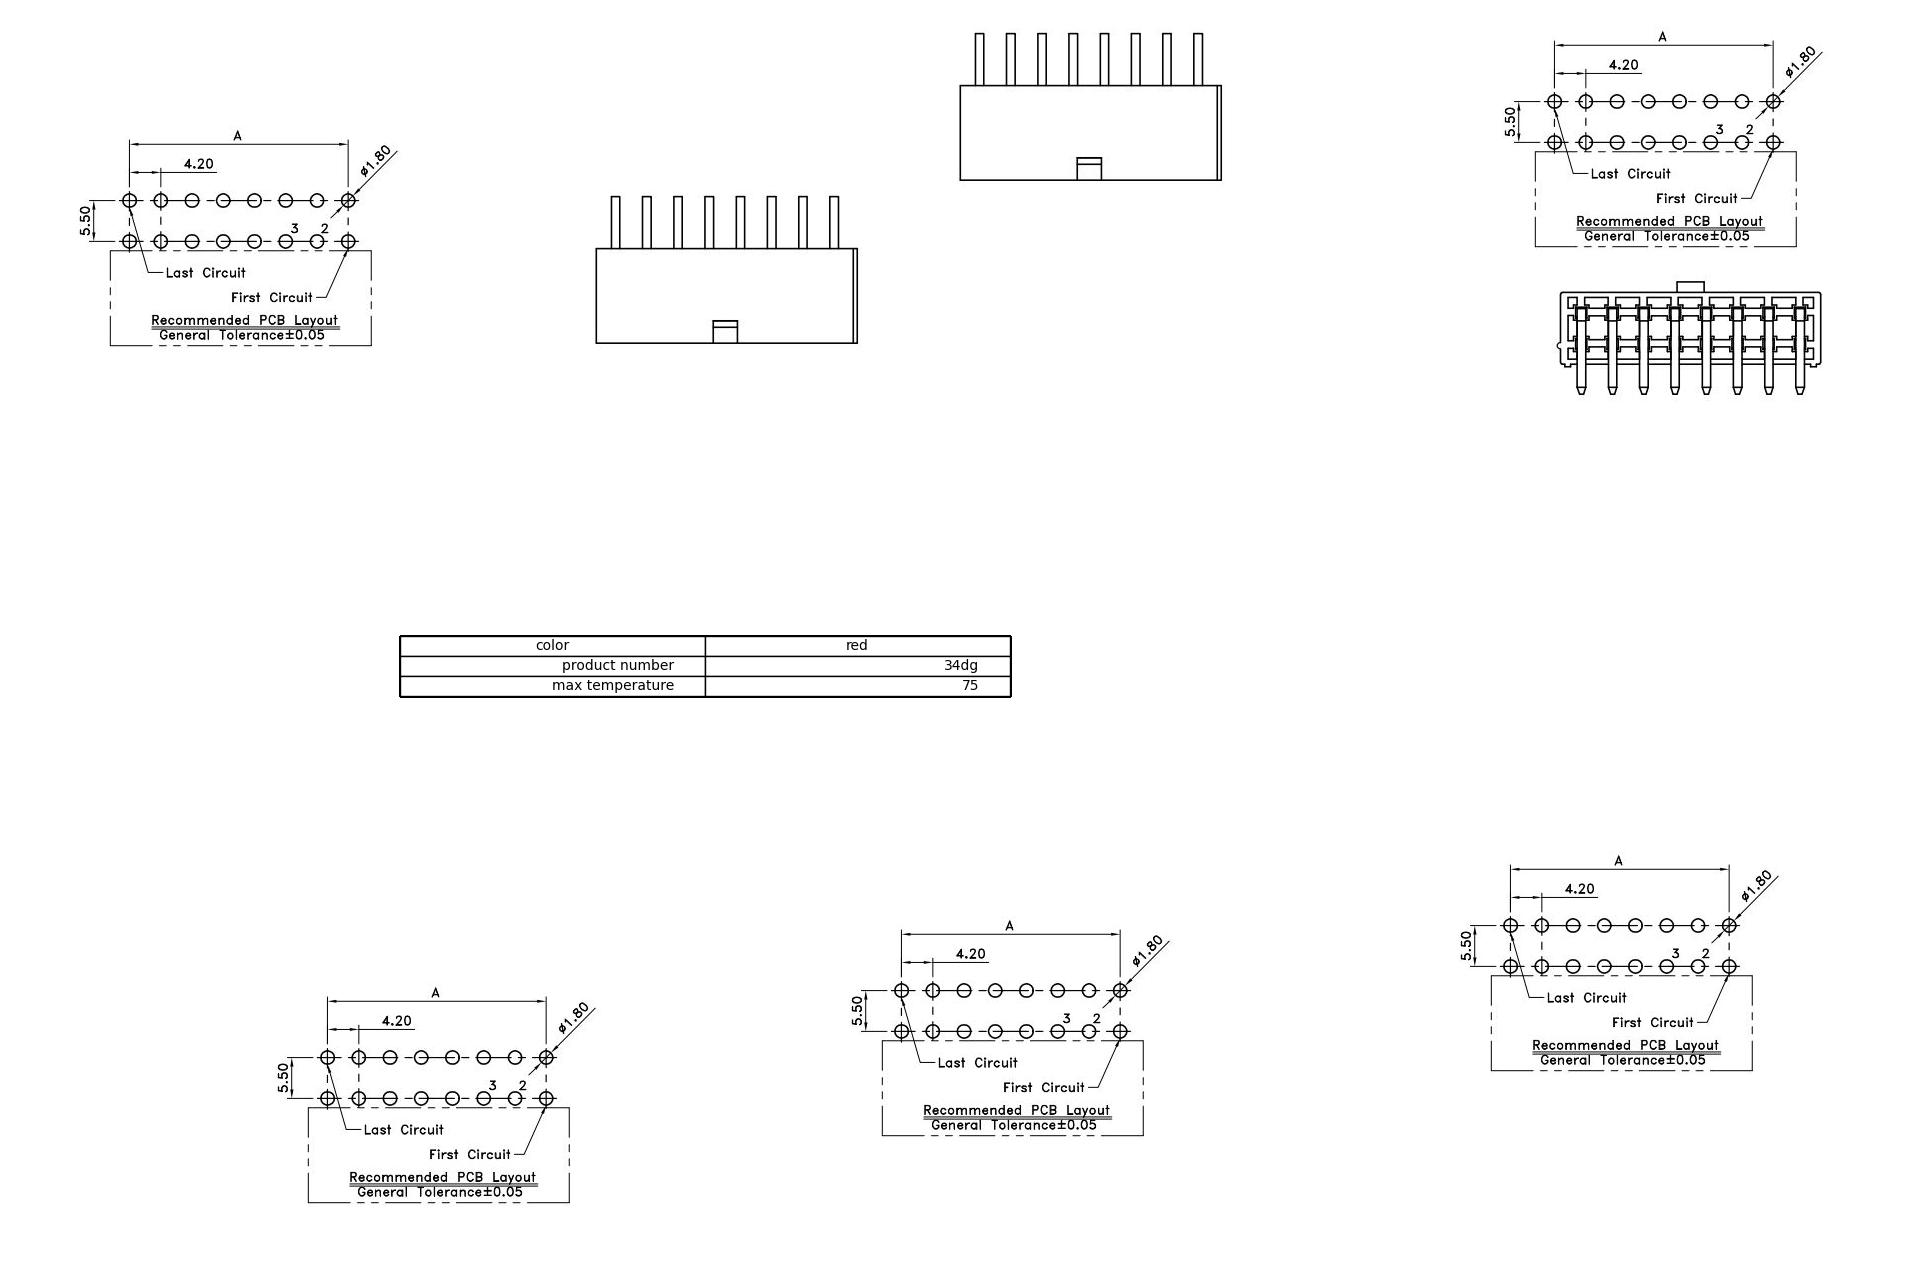 A
4.20
ø1.80
5.50
3 2
Last Circuit
First Circuit
Recommended PCB Layout
General Tolerance±0.05
A
4.20
ø1.80
5.50
3 2
Last Circuit
First Circuit
Recommended PCB Layout
General Tolerance±0.05
color red
product number 34dg
max temperature 75
A
4.20
ø1.80
5.50
3 2
Last Circuit
First Circuit
Recommended PCB Layout
General Tolerance±0.05
A
4.20
ø1.80
5.50
3 2
Last Circuit
First Circuit
Recommended PCB Layout
General Tolerance±0.05
A
4.20
ø1.80
5.50
3 2
Last Circuit
First Circuit
Recommended PCB Layout
General Tolerance±0.05